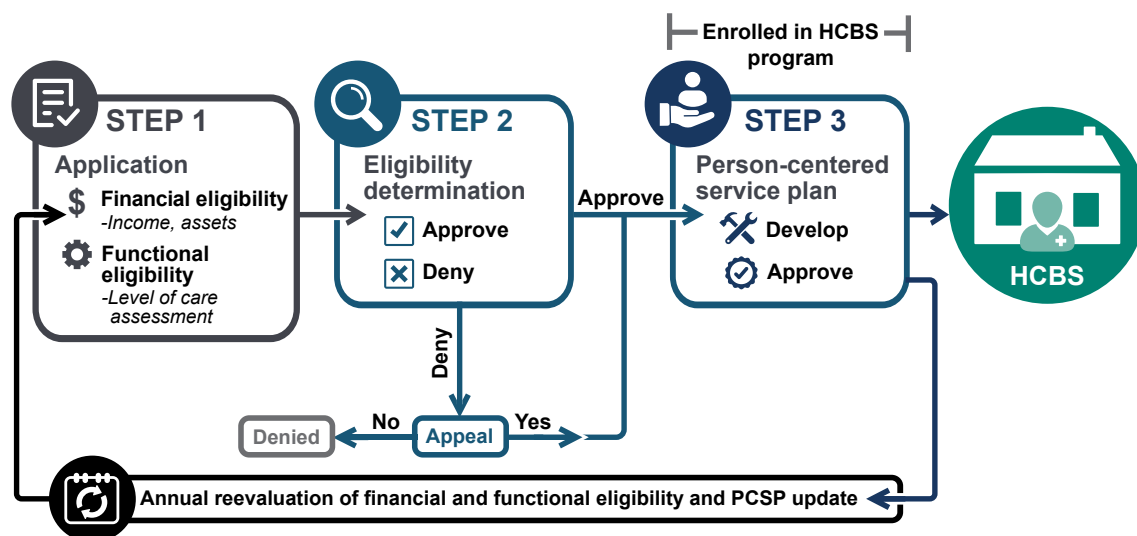 Enrolled in HCBS
program
STEP 1
Application
$ Financial eligibility
-Income, assets
Functional
eligibility
-Level of care
assessment
STEP 2
Eligibility
determination
Approve
Deny
Approve
STEP 3
Person-centered
service plan
Develop
Approve
HCBS
Deny
Denied
No
Appeal
Yes
Annual reevaluation of financial and functional eligibility and PCSP update